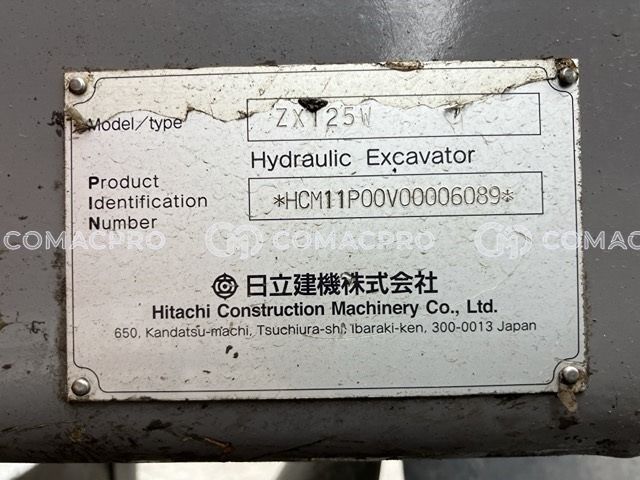 Model/type ZX125W
Hydraulic Excavator
Product
Identification
Number
*HCM11P00V00006089*
COMACPRO COMACPRO COMACPRO
日立建機株式会社
Hitachi Construction Machinery Co., Ltd.
650, Kandatsu-machi, Tsuchiura-shi, Ibaraki-ken, 300-0013 Japan